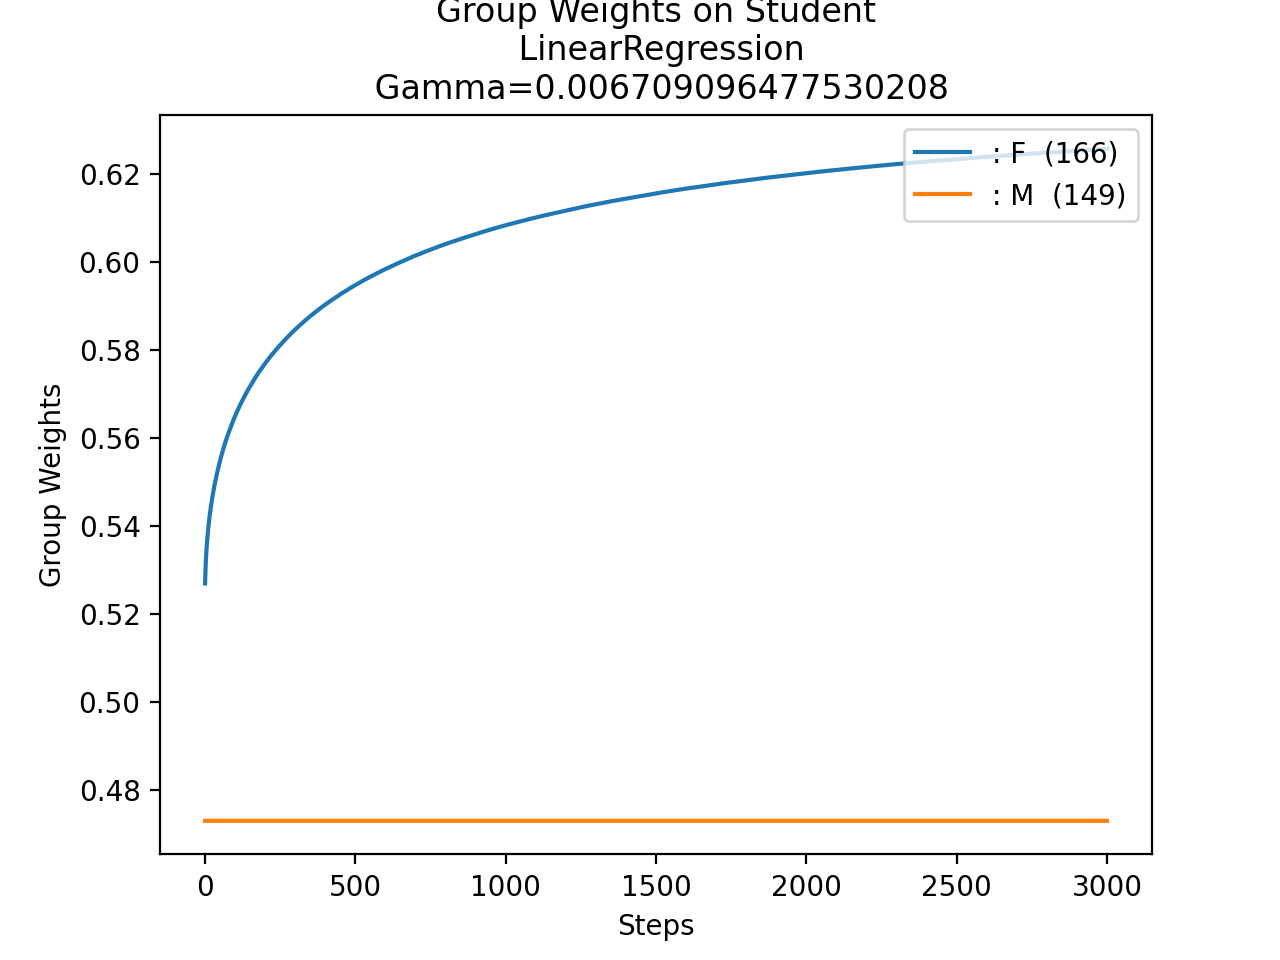 Group Weights on Student
LinearRegression
Gamma=0.006709096477530208
: F (166)
: M (149)
0.62
0.60
0.58
0.56
0.54
0.52
0.50
0.48
Group Weights
0 500 1000 1500 2000 2500 3000
Steps